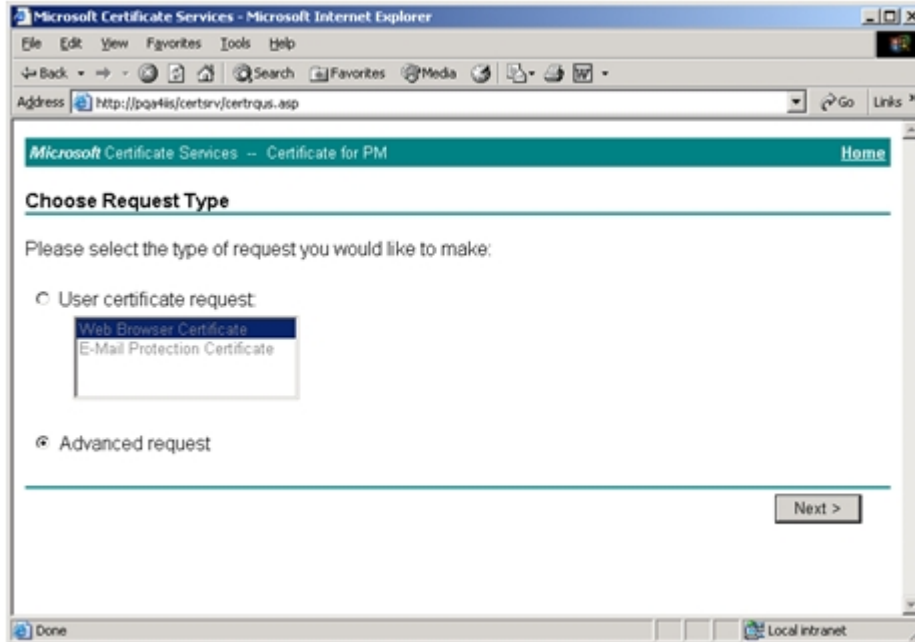 Microsoft Certificate Services - Microsoft Internet Explorer
File Edit View Favorites Tools Help
Back Search Favorites Media
Address http://pqa4iis/certsrv/certrqus.asp Go Links »
Microsoft Certificate Services -- Certificate for PM Home
Choose Request Type
Please select the type of request you would like to make:
User certificate request:
Web Browser Certificate
E-Mail Protection Certificate
Advanced request
Next >
Done Local intranet